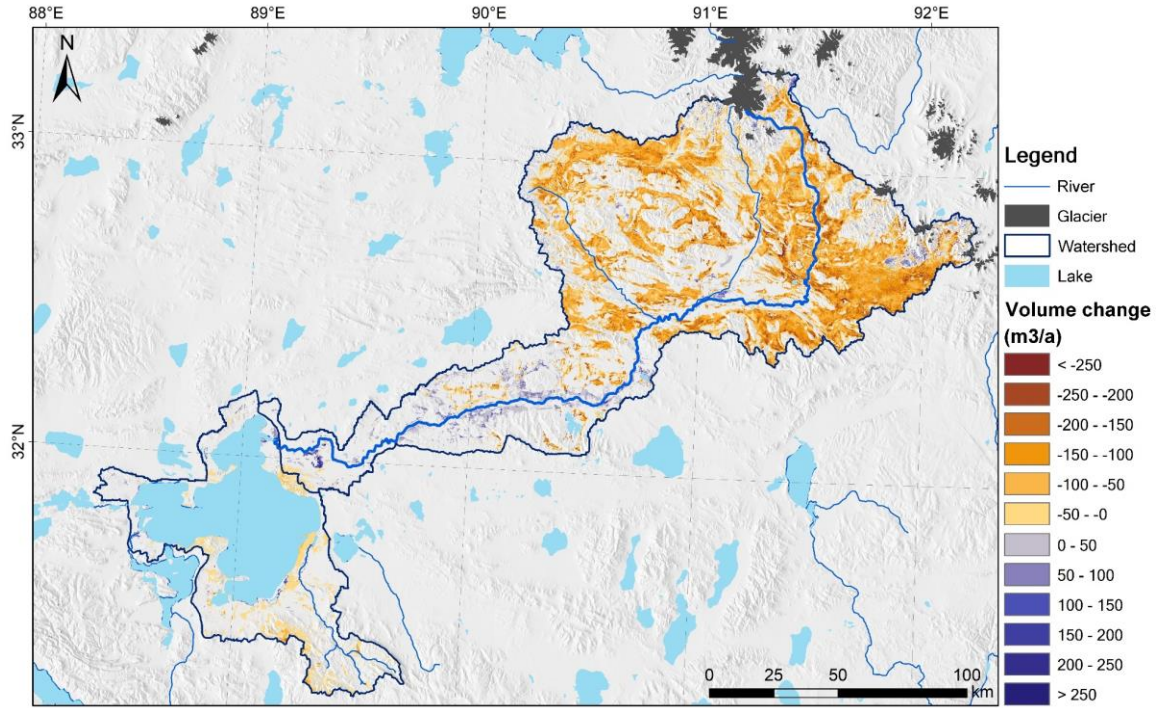 88°E 89°E 90°E 91°E 92°E
N
33°N
32°N
Legend
River
Glacier
Watershed
Lake
Volume change
(m3/a)
< -250
-250 - -200
-200 - -150
-150 - -100
-100 - -50
-50 - -0
0 - 50
50 - 100
100 - 150
150 - 200
200 - 250
> 250
0 25 50 100
km